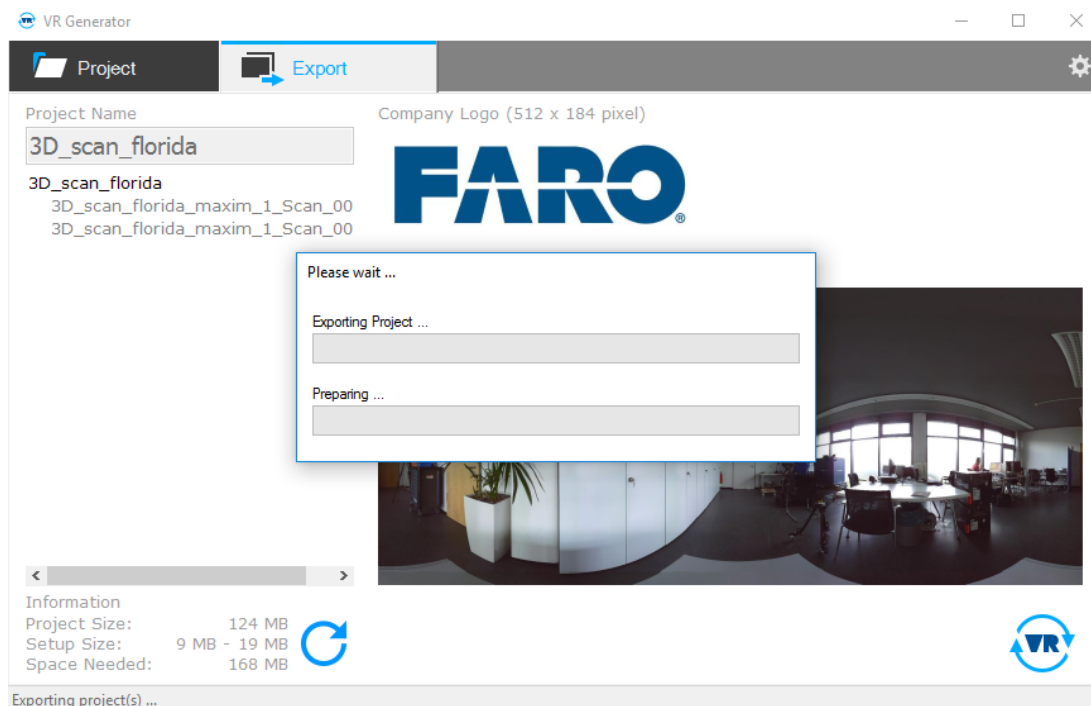 VR Generator
Project
Export
Project Name
3D_scan_florida
3D_scan_florida
3D_scan_florida_maxim_1_Scan_00
3D_scan_florida_maxim_1_Scan_00
Company Logo (512 x 184 pixel)
FARO®
Please wait ...
Exporting Project ...
Preparing ...
Information
Project Size: 124 MB
Setup Size: 9 MB - 19 MB
Space Needed: 168 MB
VR
Exporting project(s) ...